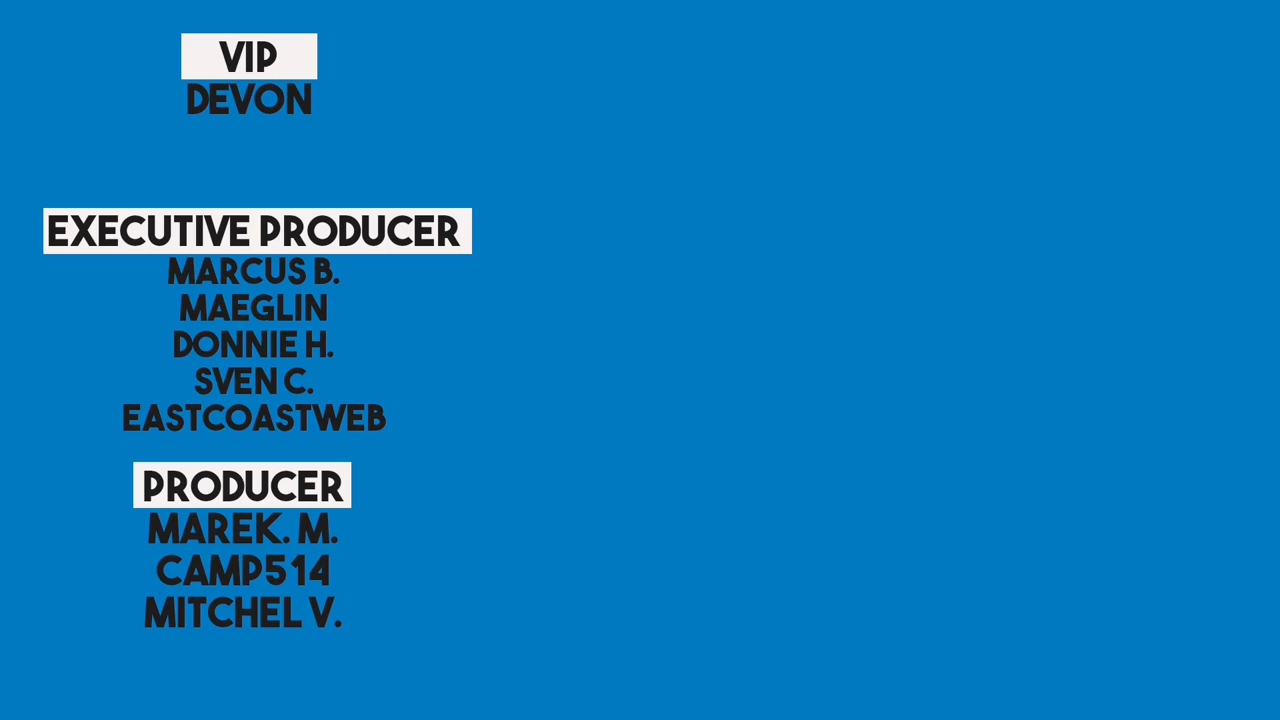 VIP
DEVON
EXECUTIVE PRODUCER
MARCUS B.
MAEGLIN
DONNIE H.
SVEN C.
EASTCOASTWEB
PRODUCER
MAREK. M.
CAMP514
MITCHEL V.